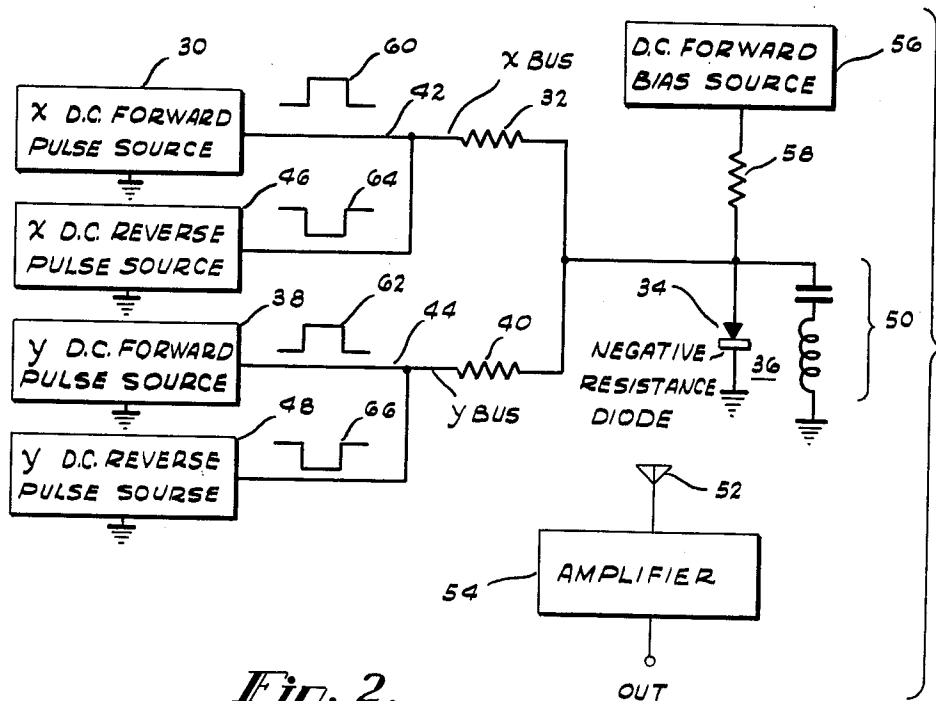 30
X D.C. FORWARD
PULSE SOURCE
60
42
X BUS
32
D.C. FORWARD
BIAS SOURCE
56
58
46
X D.C. REVERSE
PULSE SOURCE
64
38
Y D.C. FORWARD
PULSE SOURCE
62
44
40
Y BUS
34
NEGATIVE
RESISTANCE
DIODE
36
50
48
Y D.C. REVERSE
PULSE SOURSE
66
52
54
AMPLIFIER
OUT
Fig. 2.